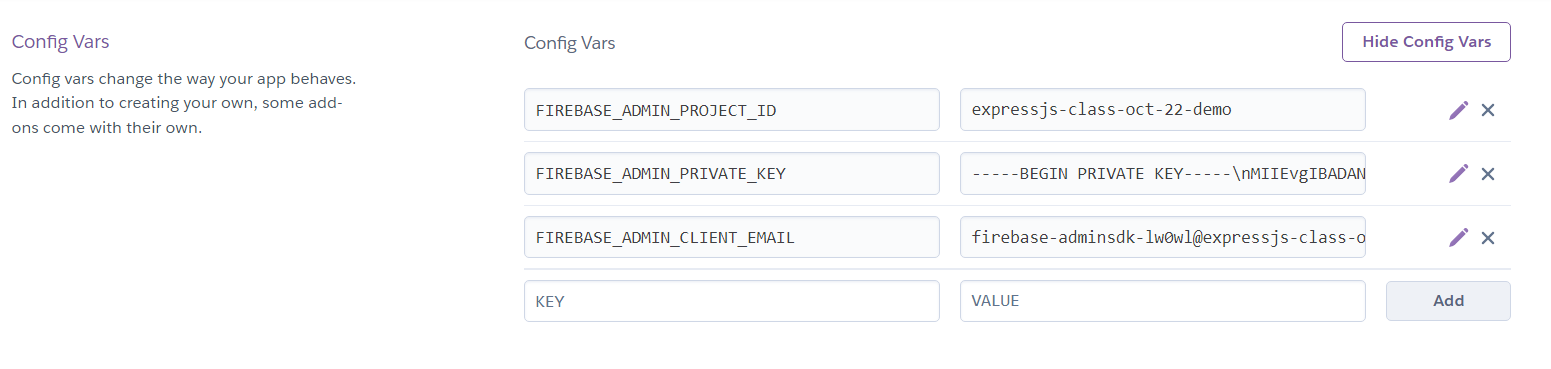 Config Vars
Config vars change the way your app behaves.
In addition to creating your own, some add-
ons come with their own.
Config Vars
Hide Config Vars
FIREBASE_ADMIN_PROJECT_ID
expressjs-class-oct-22-demo
FIREBASE_ADMIN_PRIVATE_KEY
-----BEGIN PRIVATE KEY-----\nMIIEvgIBADAN
FIREBASE_ADMIN_CLIENT_EMAIL
firebase-adminsdk-lw0wl@expressjs-class-o
KEY
VALUE
Add